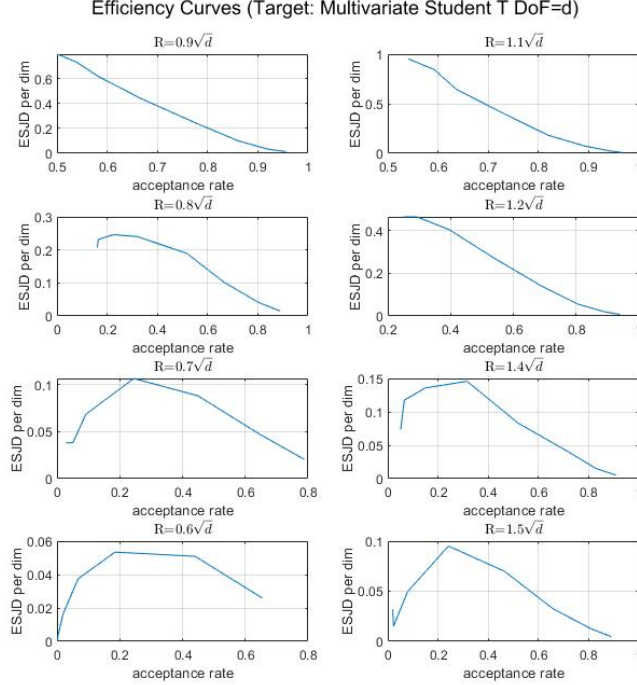 Efficiency Curves (Target: Multivariate Student T DoF=d)
R=0.9√d
ESJD per dim
0.6
0.4
0.2
0
0.5 0.6 0.7 0.8 0.9 1
acceptance rate
R=1.1√d
ESJD per dim
1
0.5
0
0.5 0.6 0.7 0.8 0.9 1
acceptance rate
R=0.8√d
ESJD per dim
0.3
0.2
0.1
0
0 0.2 0.4 0.6 0.8 1
acceptance rate
R=1.2√d
ESJD per dim
0.4
0.2
0
0.2 0.4 0.6 0.8 1
acceptance rate
R=0.7√d
ESJD per dim
0.1
0.05
0
0 0.2 0.4 0.6 0.8
acceptance rate
R=1.4√d
ESJD per dim
0.15
0.1
0.05
0
0 0.2 0.4 0.6 0.8 1
acceptance rate
R=0.6√d
ESJD per dim
0.06
0.04
0.02
0
0 0.2 0.4 0.6 0.8
acceptance rate
R=1.5√d
ESJD per dim
0.1
0.05
0
0 0.2 0.4 0.6 0.8 1
acceptance rate